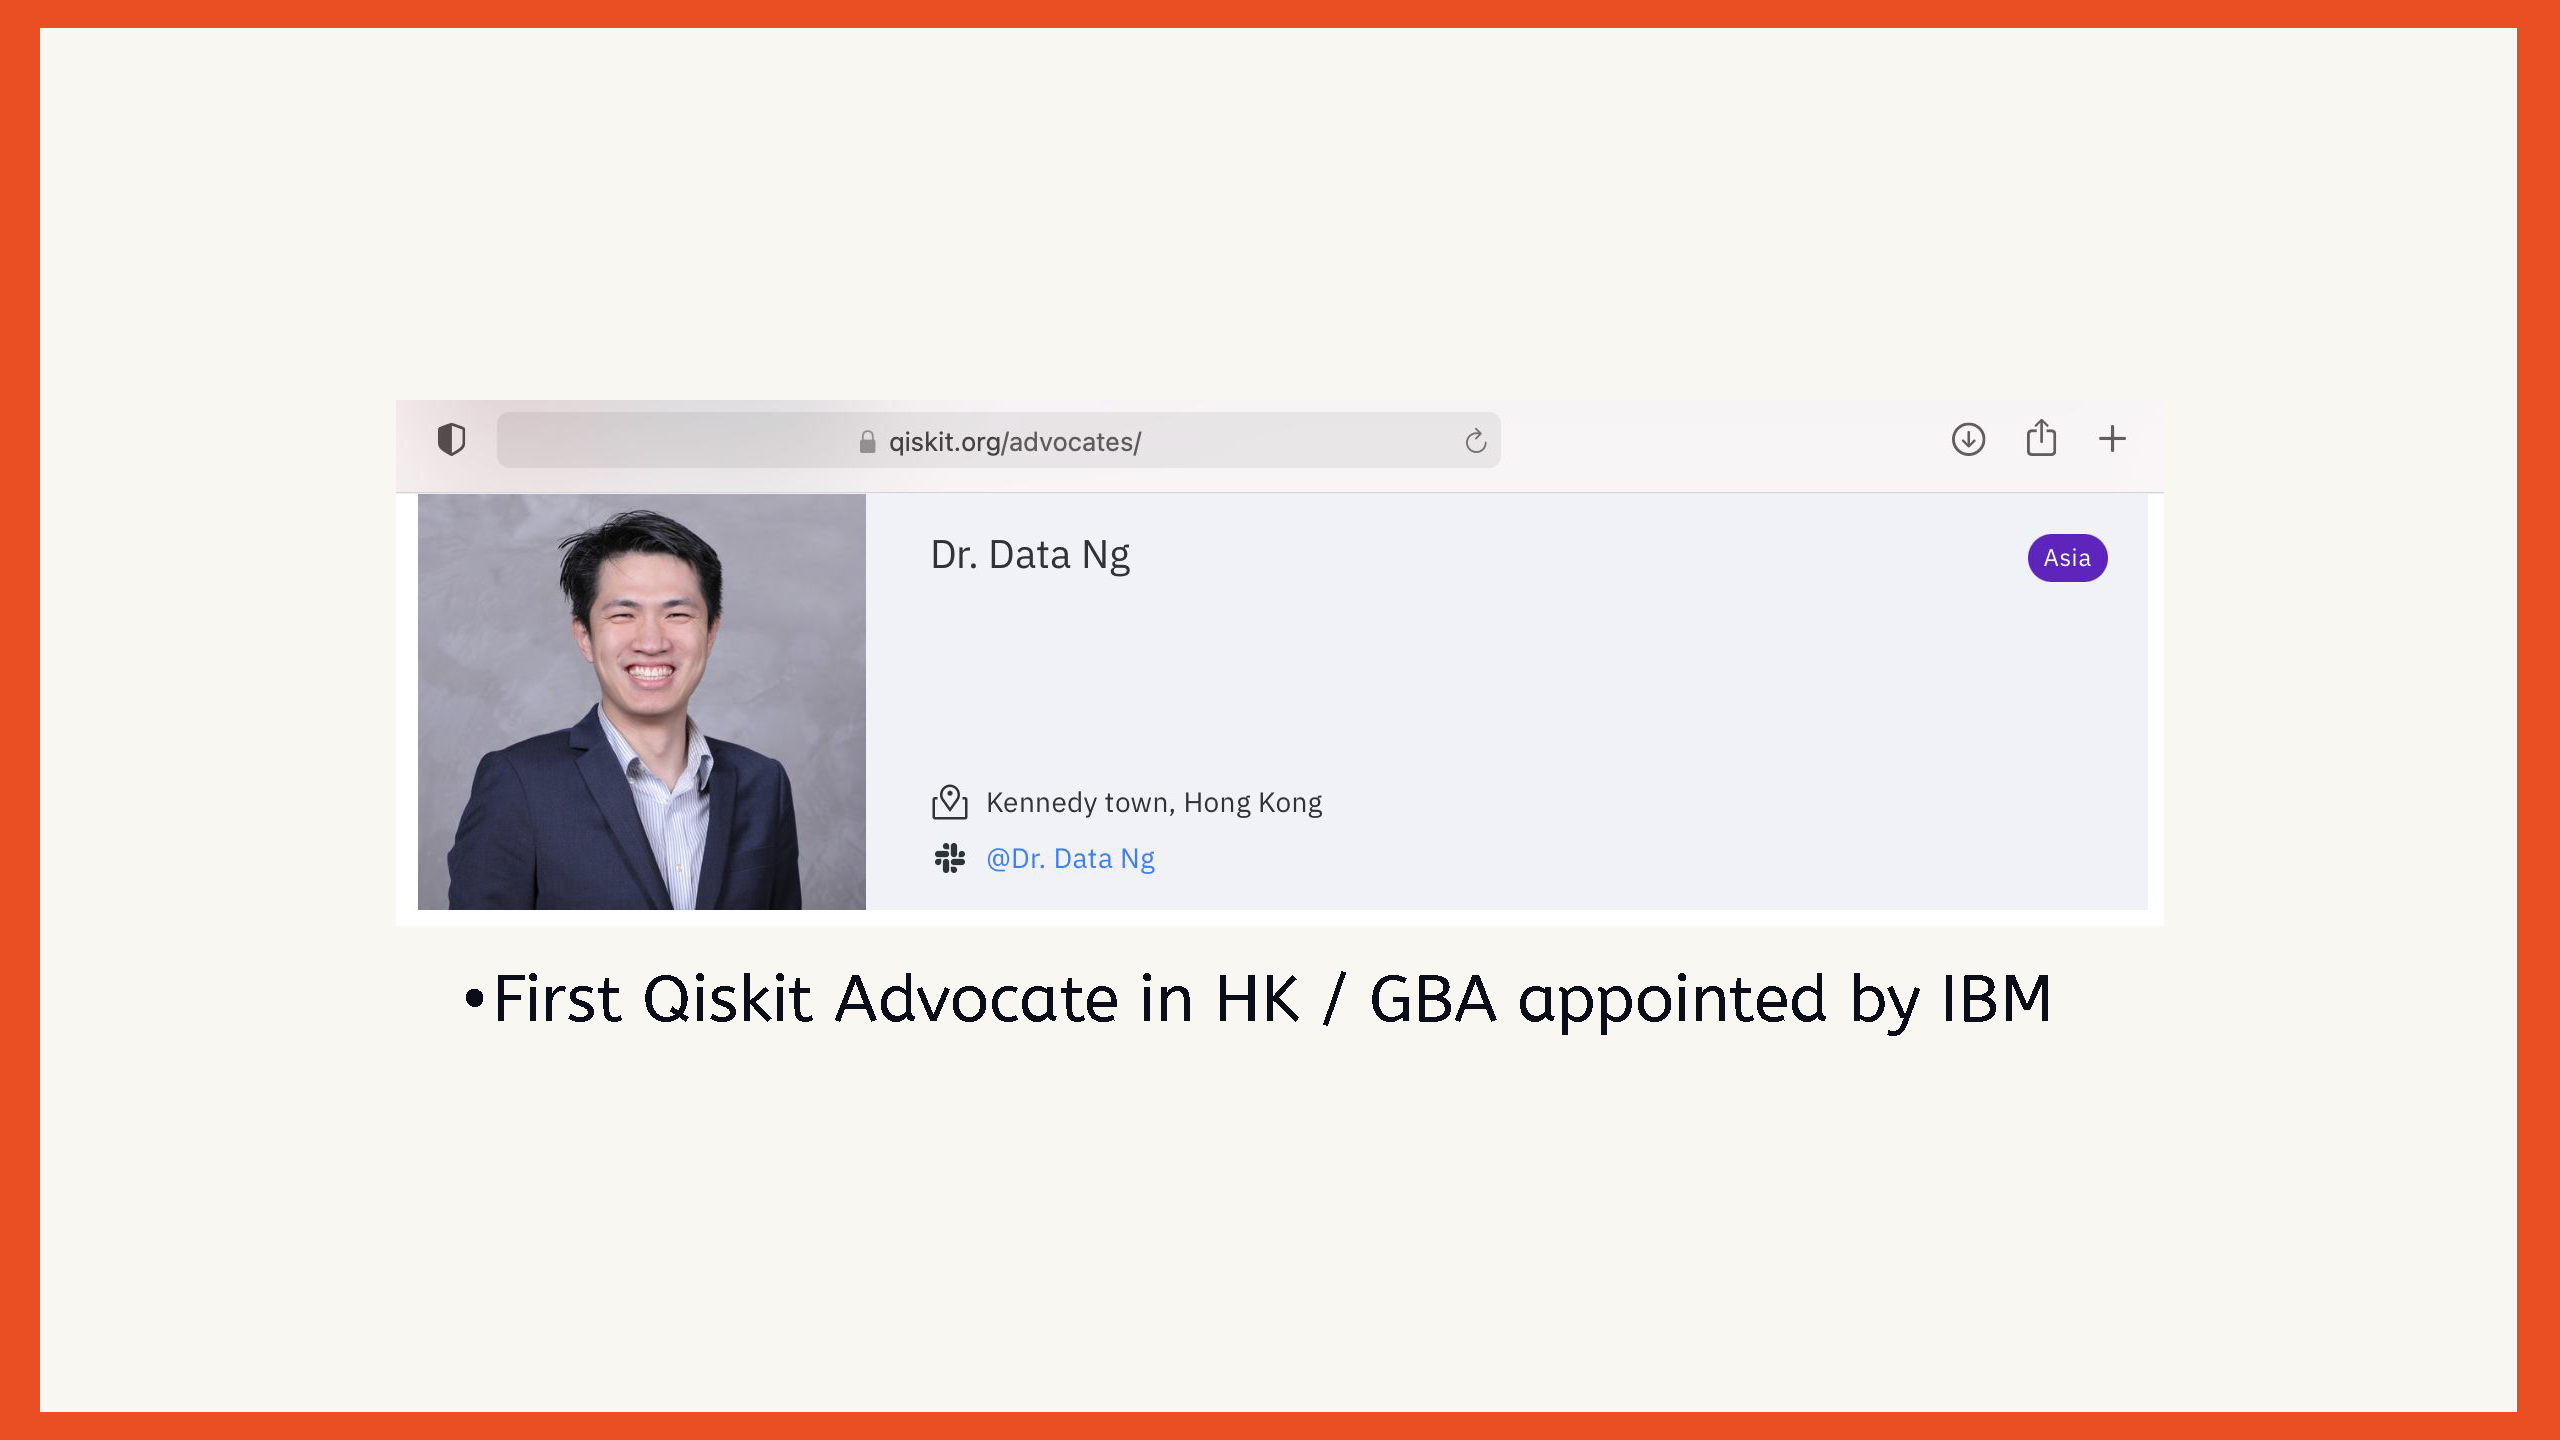 qiskit.org/advocates/
Dr. Data Ng
Asia
Kennedy town, Hong Kong
@Dr. Data Ng
•First Qiskit Advocate in HK / GBA appointed by IBM